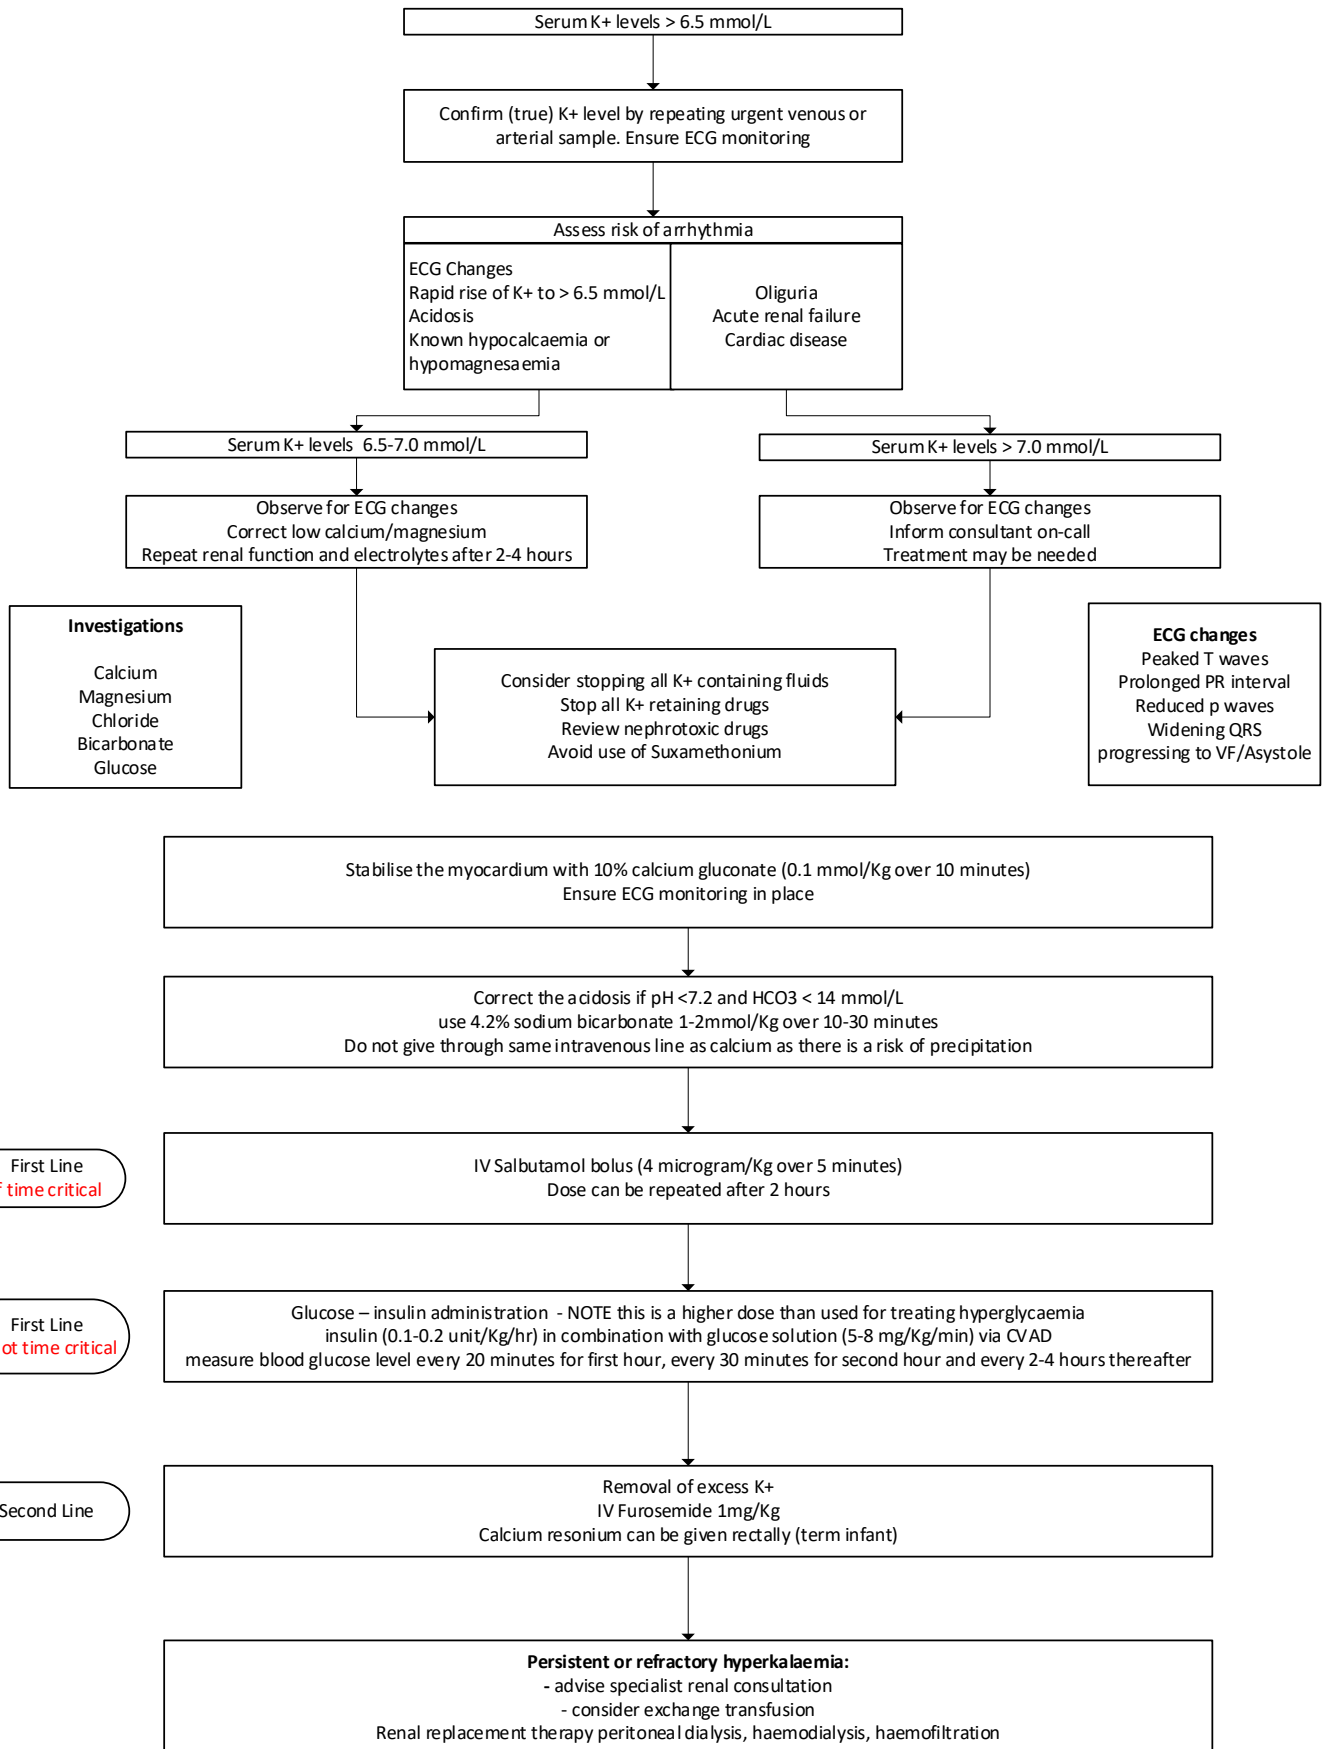 Serum K+ levels > 6.5 mmol/L
Confirm (true) K+ level by repeating urgent venous or
arterial sample. Ensure ECG monitoring
Assess risk of arrhythmia
ECG Changes
Rapid rise of K+ to > 6.5 mmol/L
Acidosis
Known hypocalcaemia or
hypomagnesaemia
Oliguria
Acute renal failure
Cardiac disease
Serum K+ levels 6.5-7.0 mmol/L
Serum K+ levels > 7.0 mmol/L
Observe for ECG changes
Correct low calcium/magnesium
Repeat renal function and electrolytes after 2-4 hours
Observe for ECG changes
Inform consultant on-call
Treatment may be needed
Investigations
Calcium
Magnesium
Chloride
Bicarbonate
Glucose
Consider stopping all K+ containing fluids
Stop all K+ retaining drugs
Review nephrotoxic drugs
Avoid use of Suxamethonium
ECG changes
Peaked T waves
Prolonged PR interval
Reduced p waves
Widening QRS
progressing to VF/Asystole
Stabilise the myocardium with 10% calcium gluconate (0.1 mmol/Kg over 10 minutes)
Ensure ECG monitoring in place
Correct the acidosis if pH <7.2 and HCO3 < 14 mmol/L
use 4.2% sodium bicarbonate 1-2mmol/Kg over 10-30 minutes
Do not give through same intravenous line as calcium as there is a risk of precipitation
First Line
time critical
IV Salbutamol bolus (4 microgram/Kg over 5 minutes)
Dose can be repeated after 2 hours
First Line
time critical
Glucose – insulin administration - NOTE this is a higher dose than used for treating hyperglycaemia
insulin (0.1-0.2 unit/Kg/hr) in combination with glucose solution (5-8 mg/Kg/min) via CVAD
measure blood glucose level every 20 minutes for first hour, every 30 minutes for second hour and every 2-4 hours thereafter
Second Line
Removal of excess K+
IV Furosemide 1mg/Kg
Calcium resonium can be given rectally (term infant)
Persistent or refractory hyperkalaemia:
- advise specialist renal consultation
- consider exchange transfusion
Renal replacement therapy peritoneal dialysis, haemodialysis, haemofiltration